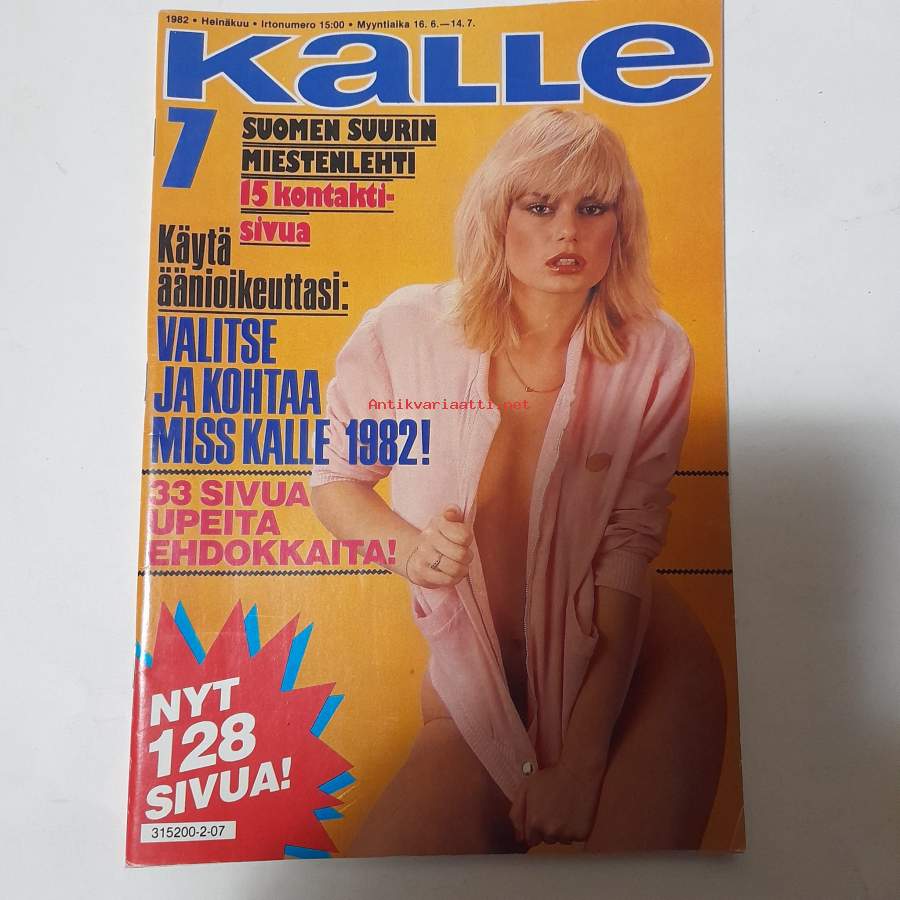 1982 • Heinäkuu • Irtonumero 15:00 • Myyntiaika 16.6.—14.7.
KaLLe
7
SUOMEN SUURIN
MIESTENLEHTI
15 kontakti-
sivua
Käytä
äänioikeuttasi:
VALITSE
JA KOHTAA
MISS KALLE 1982!
Antikvariaatti.net
33 SIVUA
UPEITA
EHDOKKAITA!
NYT
128
SIVUA!
315200-2-07